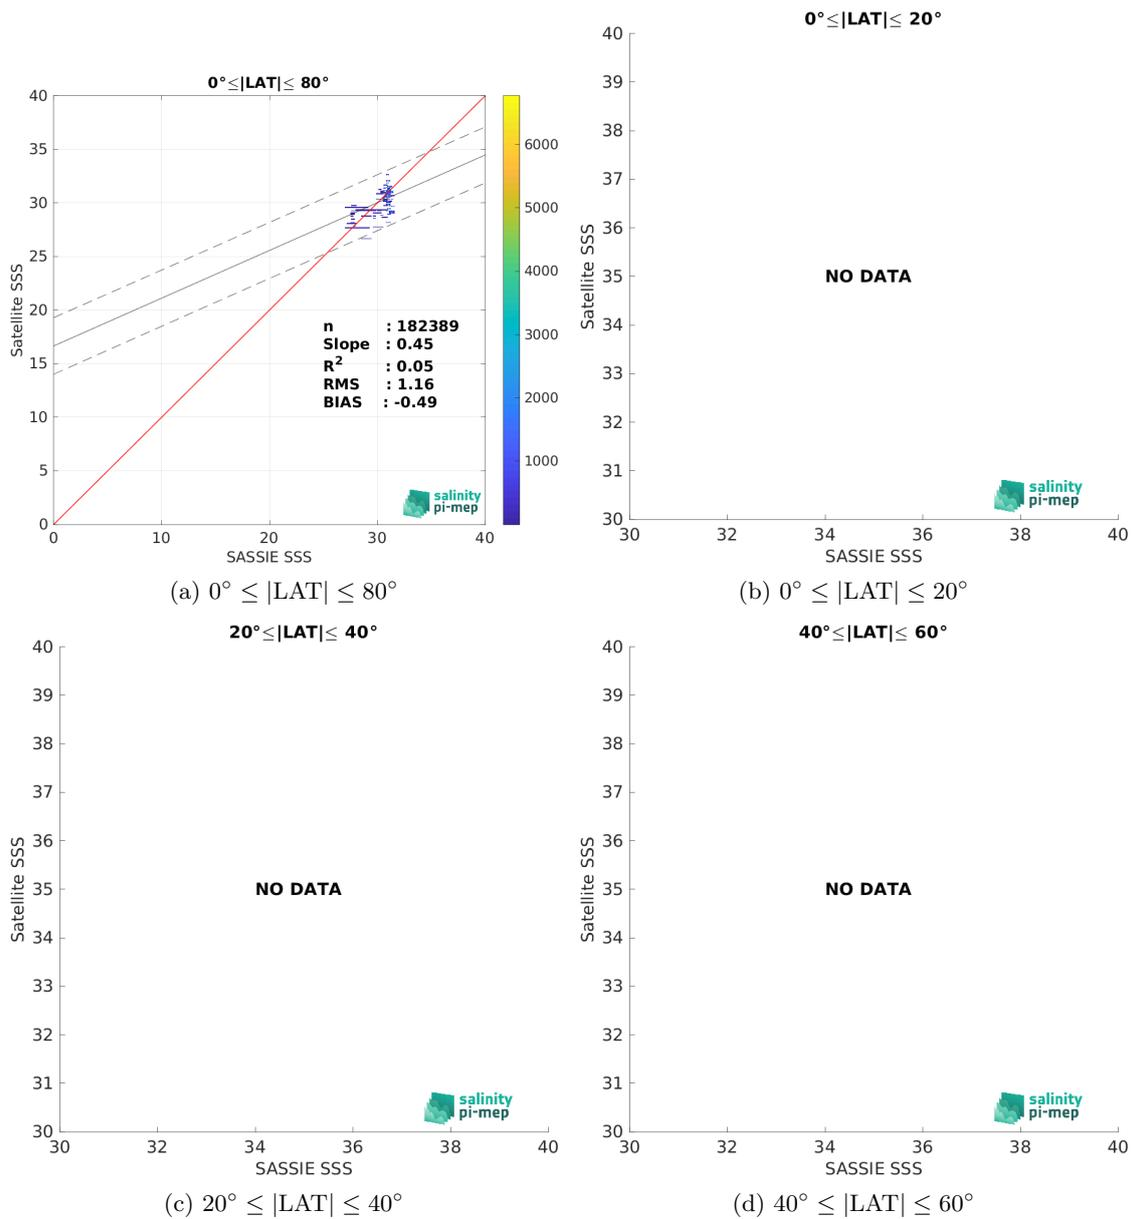 0°≤|LAT|≤ 80°
40
35
30
25
20
15
10
5
0
Satellite SSS
0 10 20 30 40
SASSIE SSS
n : 182389
Slope : 0.45
R² : 0.05
RMS : 1.16
BIAS : -0.49
salinity
pi-mep
6000
5000
4000
3000
2000
1000
(a) 0° ≤ |LAT| ≤ 80°
0°≤|LAT|≤ 20°
40
39
38
37
36
35
34
33
32
31
30
Satellite SSS
NO DATA
salinity
pi-mep
30 32 34 36 38 40
SASSIE SSS
(b) 0° ≤ |LAT| ≤ 20°
20°≤|LAT|≤ 40°
40
39
38
37
36
35
34
33
32
31
30
Satellite SSS
NO DATA
salinity
pi-mep
30 32 34 36 38 40
SASSIE SSS
(c) 20° ≤ |LAT| ≤ 40°
40°≤|LAT|≤ 60°
40
39
38
37
36
35
34
33
32
31
30
Satellite SSS
NO DATA
salinity
pi-mep
30 32 34 36 38 40
SASSIE SSS
(d) 40° ≤ |LAT| ≤ 60°